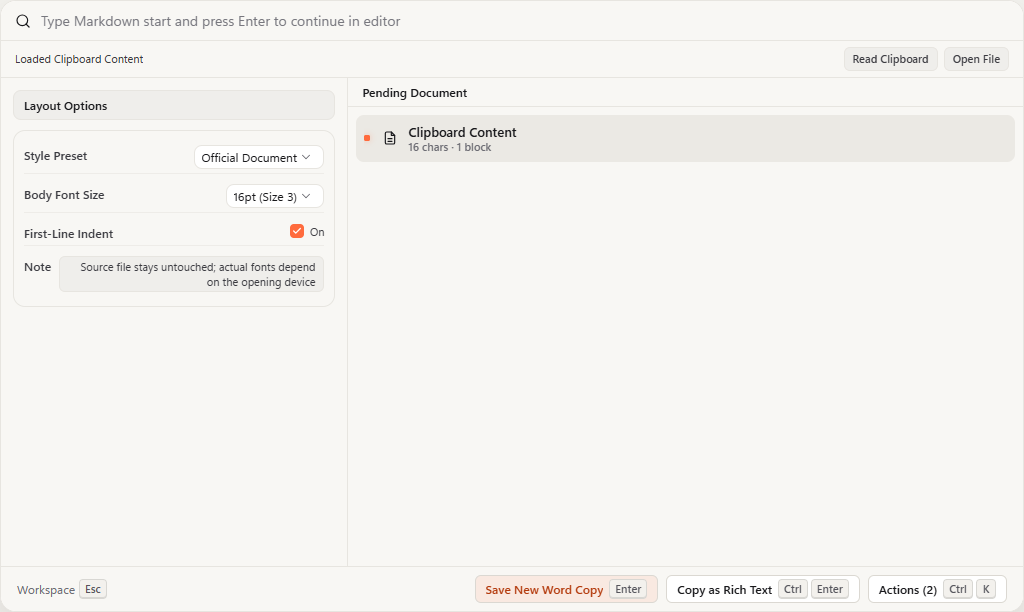 Type Markdown start and press Enter to continue in editor
Loaded Clipboard Content
Read Clipboard
Open File
Layout Options
Style Preset
Official Document
Body Font Size
16pt (Size 3)
First-Line Indent
On
Note
Source file stays untouched; actual fonts depend
on the opening device
Pending Document
Clipboard Content
16 chars · 1 block
Workspace Esc
Save New Word Copy Enter
Copy as Rich Text Ctrl Enter
Actions (2) Ctrl K